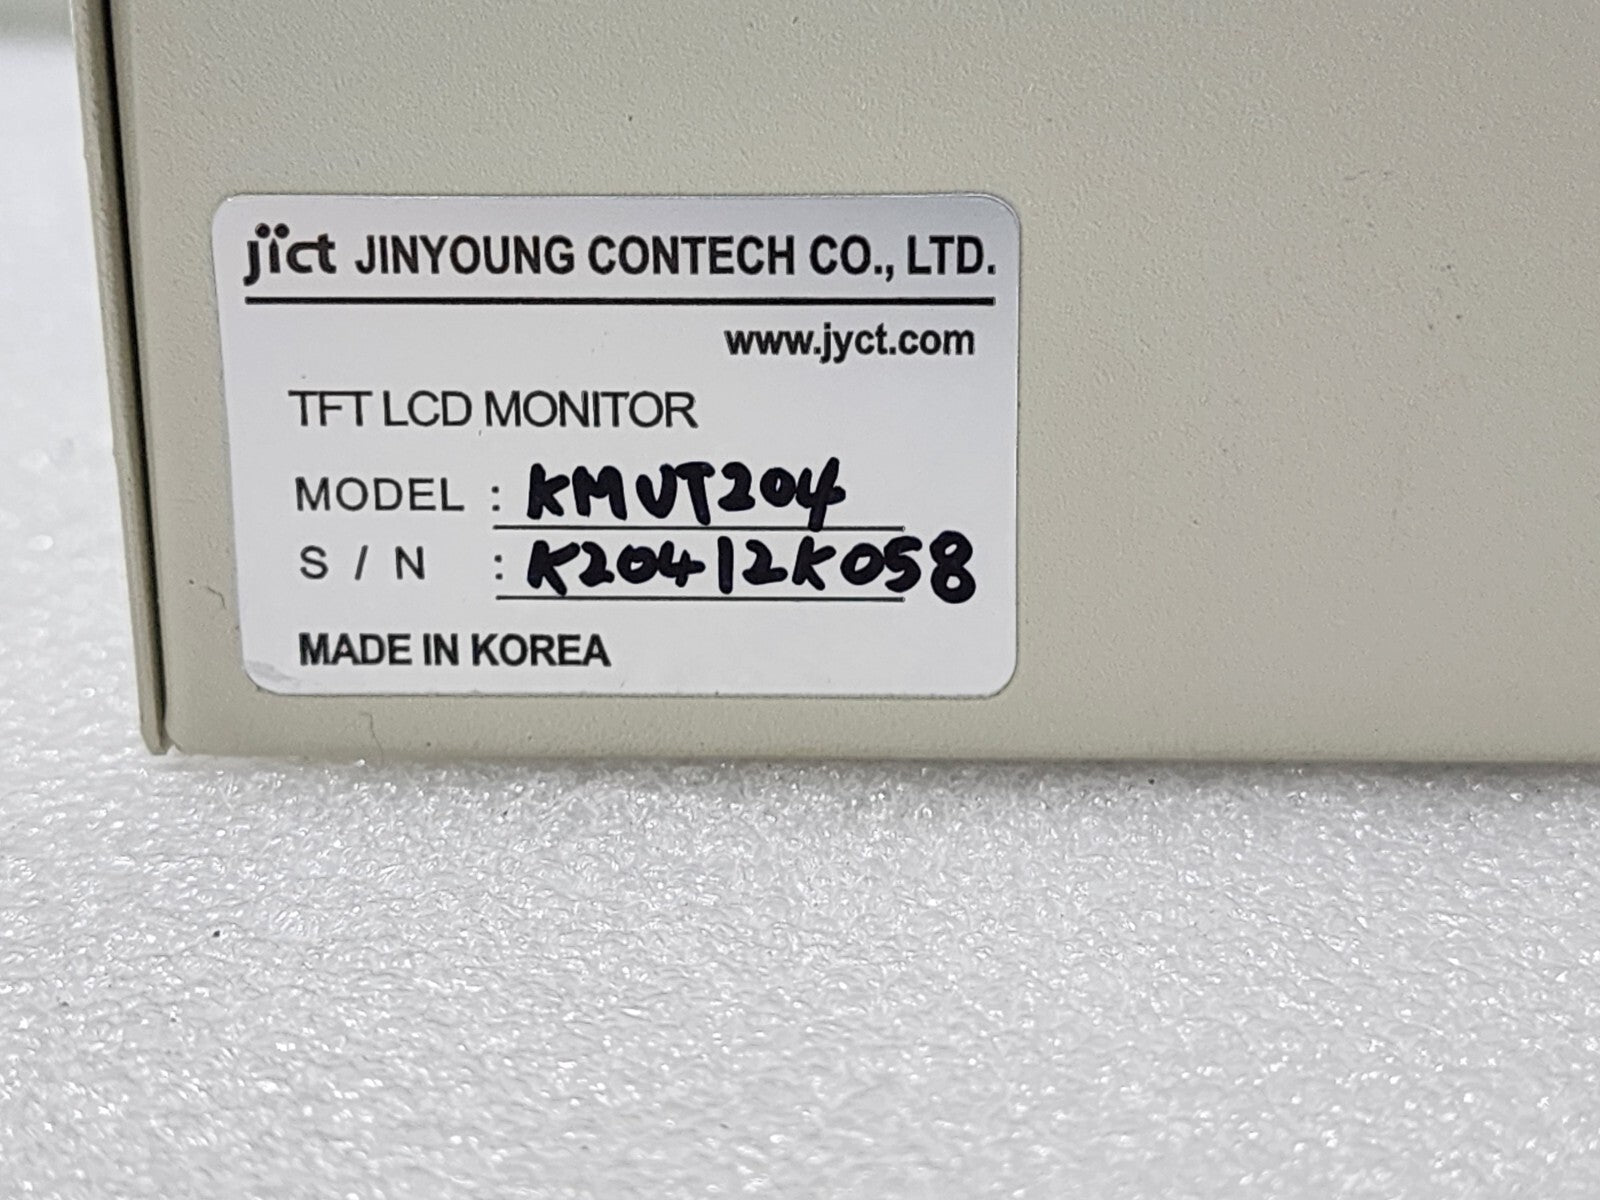 jict JINYOUNG CONTECH CO., LTD.
www.jyct.com
TFT LCD MONITOR
MODEL : KMUT204
S / N : K20412K058
MADE IN KOREA